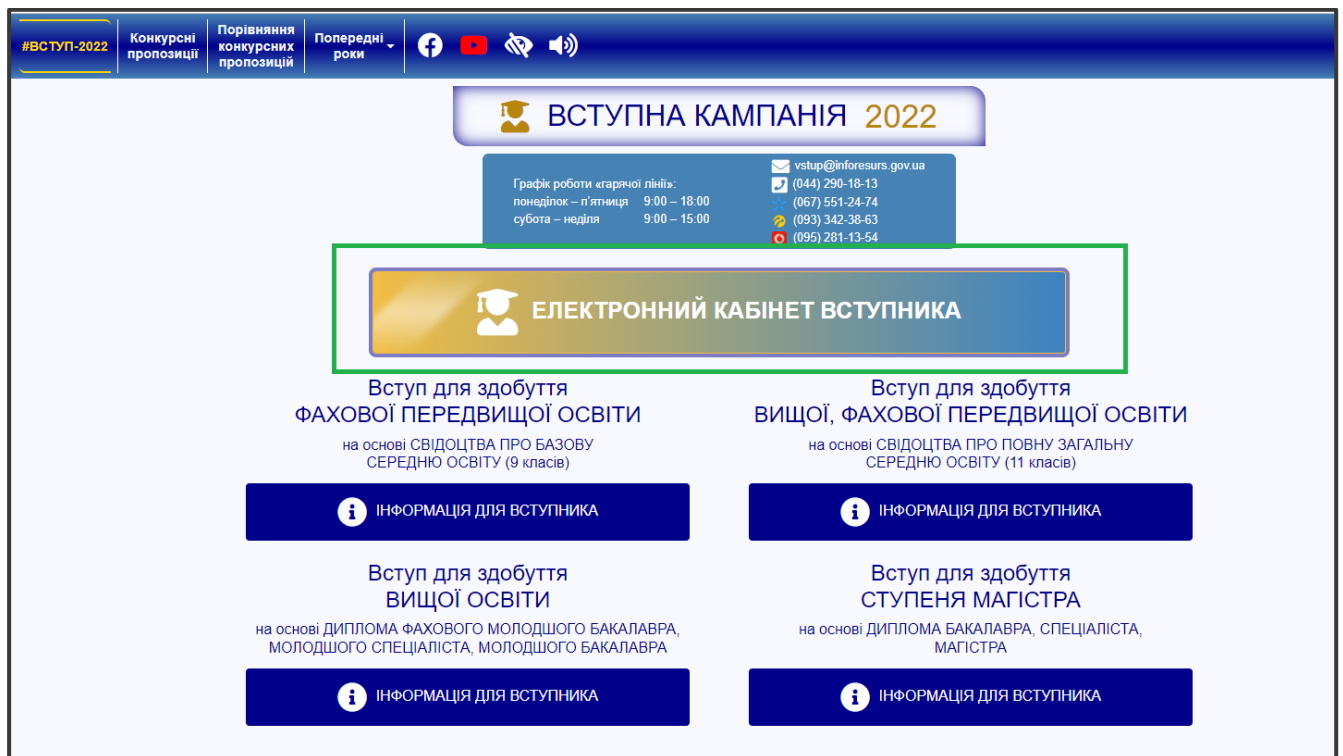 #ВСТУП-2022
Конкурсні
пропозиції
Порівняння
конкурсних
пропозицій
Попередні
роки
ВСТУПНА КАМПАНІЯ 2022
Графік роботи «гарячої лінії»:
понеділок – п'ятниця 9:00 – 18:00
субота – неділя 9:00 – 15:00
vstup@inforesurs.gov.ua
(044) 290-18-13
(067) 551-24-74
(093) 342-38-63
(095) 281-13-54
ЕЛЕКТРОННИЙ КАБІНЕТ ВСТУПНИКА
Вступ для здобуття
ФАХОВОЇ ПЕРЕДВИЩОЇ ОСВІТИ
на основі СВІДОЦТВА ПРО БАЗОВУ
СЕРЕДНЮ ОСВІТУ (9 класів)
ІНФОРМАЦІЯ ДЛЯ ВСТУПНИКА
Вступ для здобуття
ВИЩОЇ, ФАХОВОЇ ПЕРЕДВИЩОЇ ОСВІТИ
на основі СВІДОЦТВА ПРО ПОВНУ ЗАГАЛЬНУ
СЕРЕДНЮ ОСВІТУ (11 класів)
ІНФОРМАЦІЯ ДЛЯ ВСТУПНИКА
Вступ для здобуття
ВИЩОЇ ОСВІТИ
на основі ДИПЛОМА ФАХОВОГО МОЛОДШОГО БАКАЛАВРА,
МОЛОДШОГО СПЕЦІАЛІСТА, МОЛОДШОГО БАКАЛАВРА
ІНФОРМАЦІЯ ДЛЯ ВСТУПНИКА
Вступ для здобуття
СТУПЕНЯ МАГІСТРА
на основі ДИПЛОМА БАКАЛАВРА, СПЕЦІАЛІСТА,
МАГІСТРА
ІНФОРМАЦІЯ ДЛЯ ВСТУПНИКА